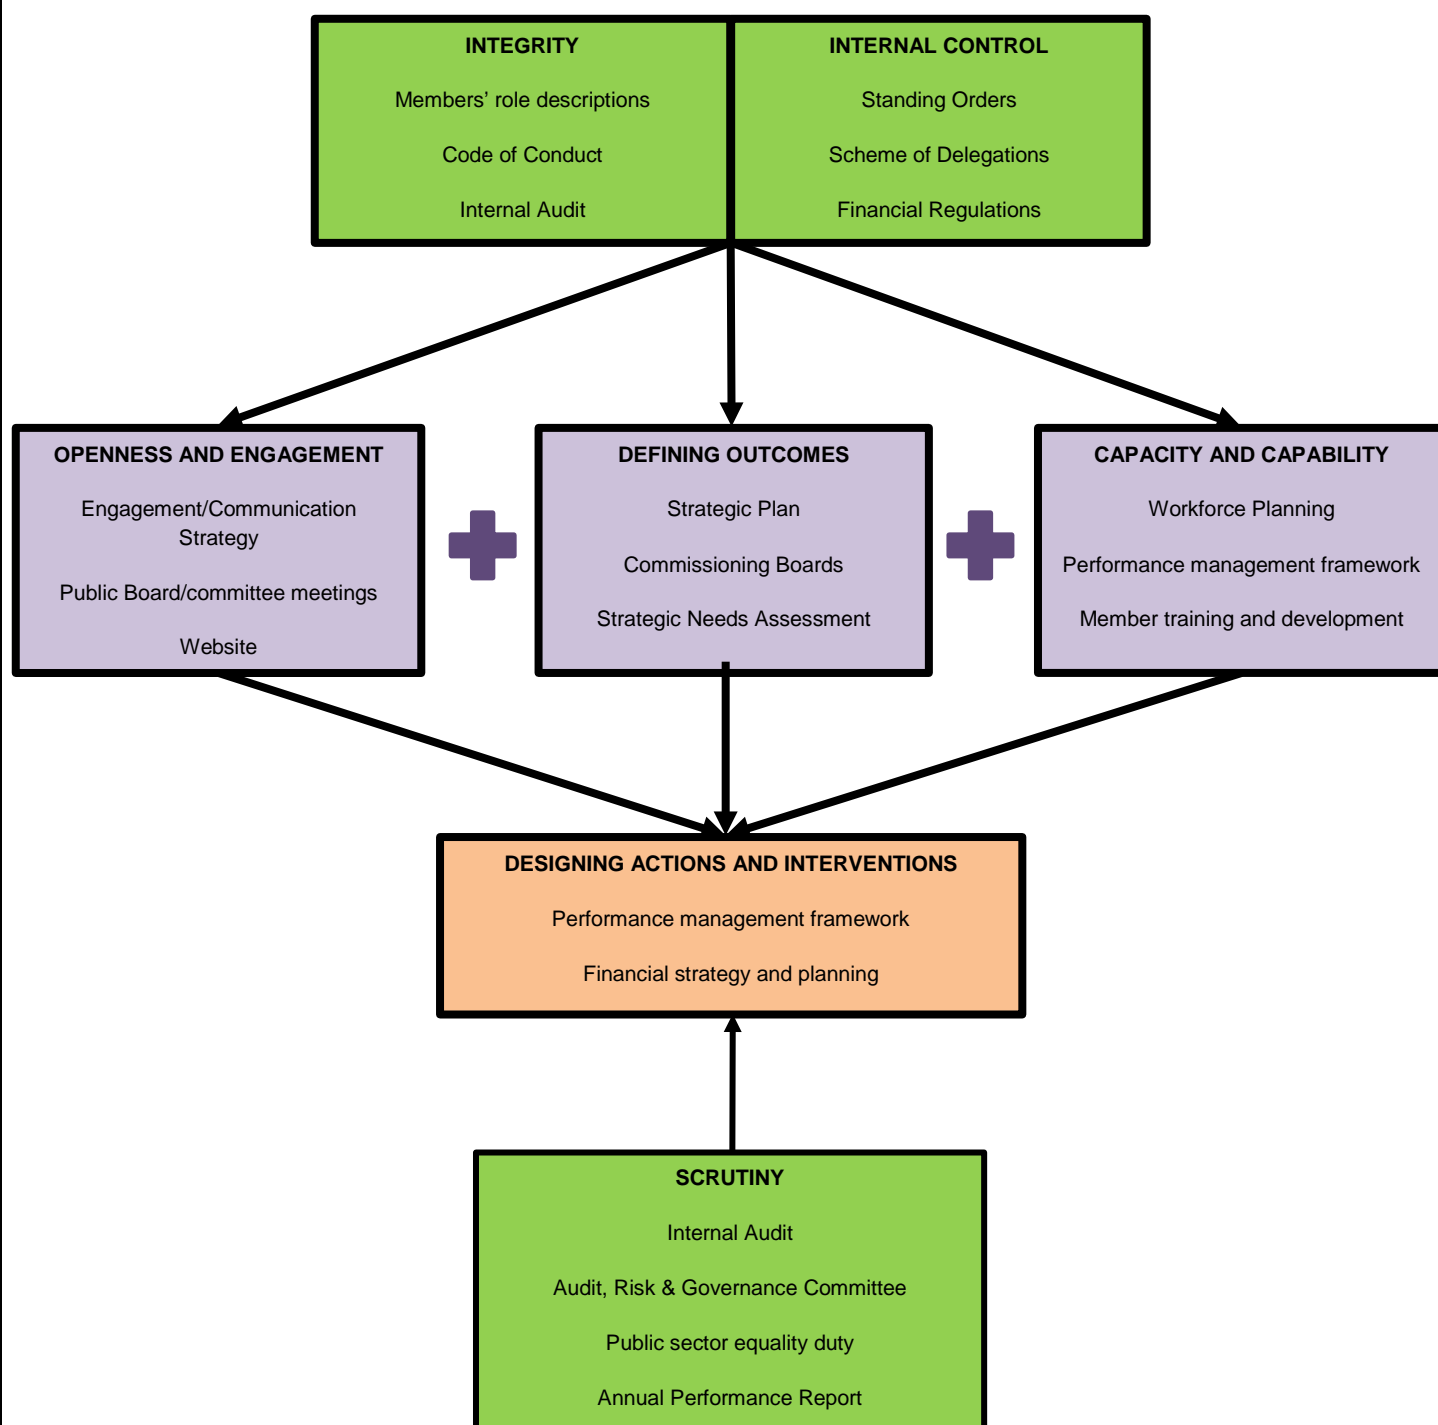 INTEGRITY
Members’ role descriptions
Code of Conduct
Internal Audit
INTERNAL CONTROL
Standing Orders
Scheme of Delegations
Financial Regulations
OPENNESS AND ENGAGEMENT
Engagement/Communication
Strategy
Public Board/committee meetings
Website
DEFINING OUTCOMES
Strategic Plan
Commissioning Boards
Strategic Needs Assessment
CAPACITY AND CAPABILITY
Workforce Planning
Performance management framework
Member training and development
DESIGNING ACTIONS AND INTERVENTIONS
Performance management framework
Financial strategy and planning
SCRUTINY
Internal Audit
Audit, Risk & Governance Committee
Public sector equality duty
Annual Performance Report